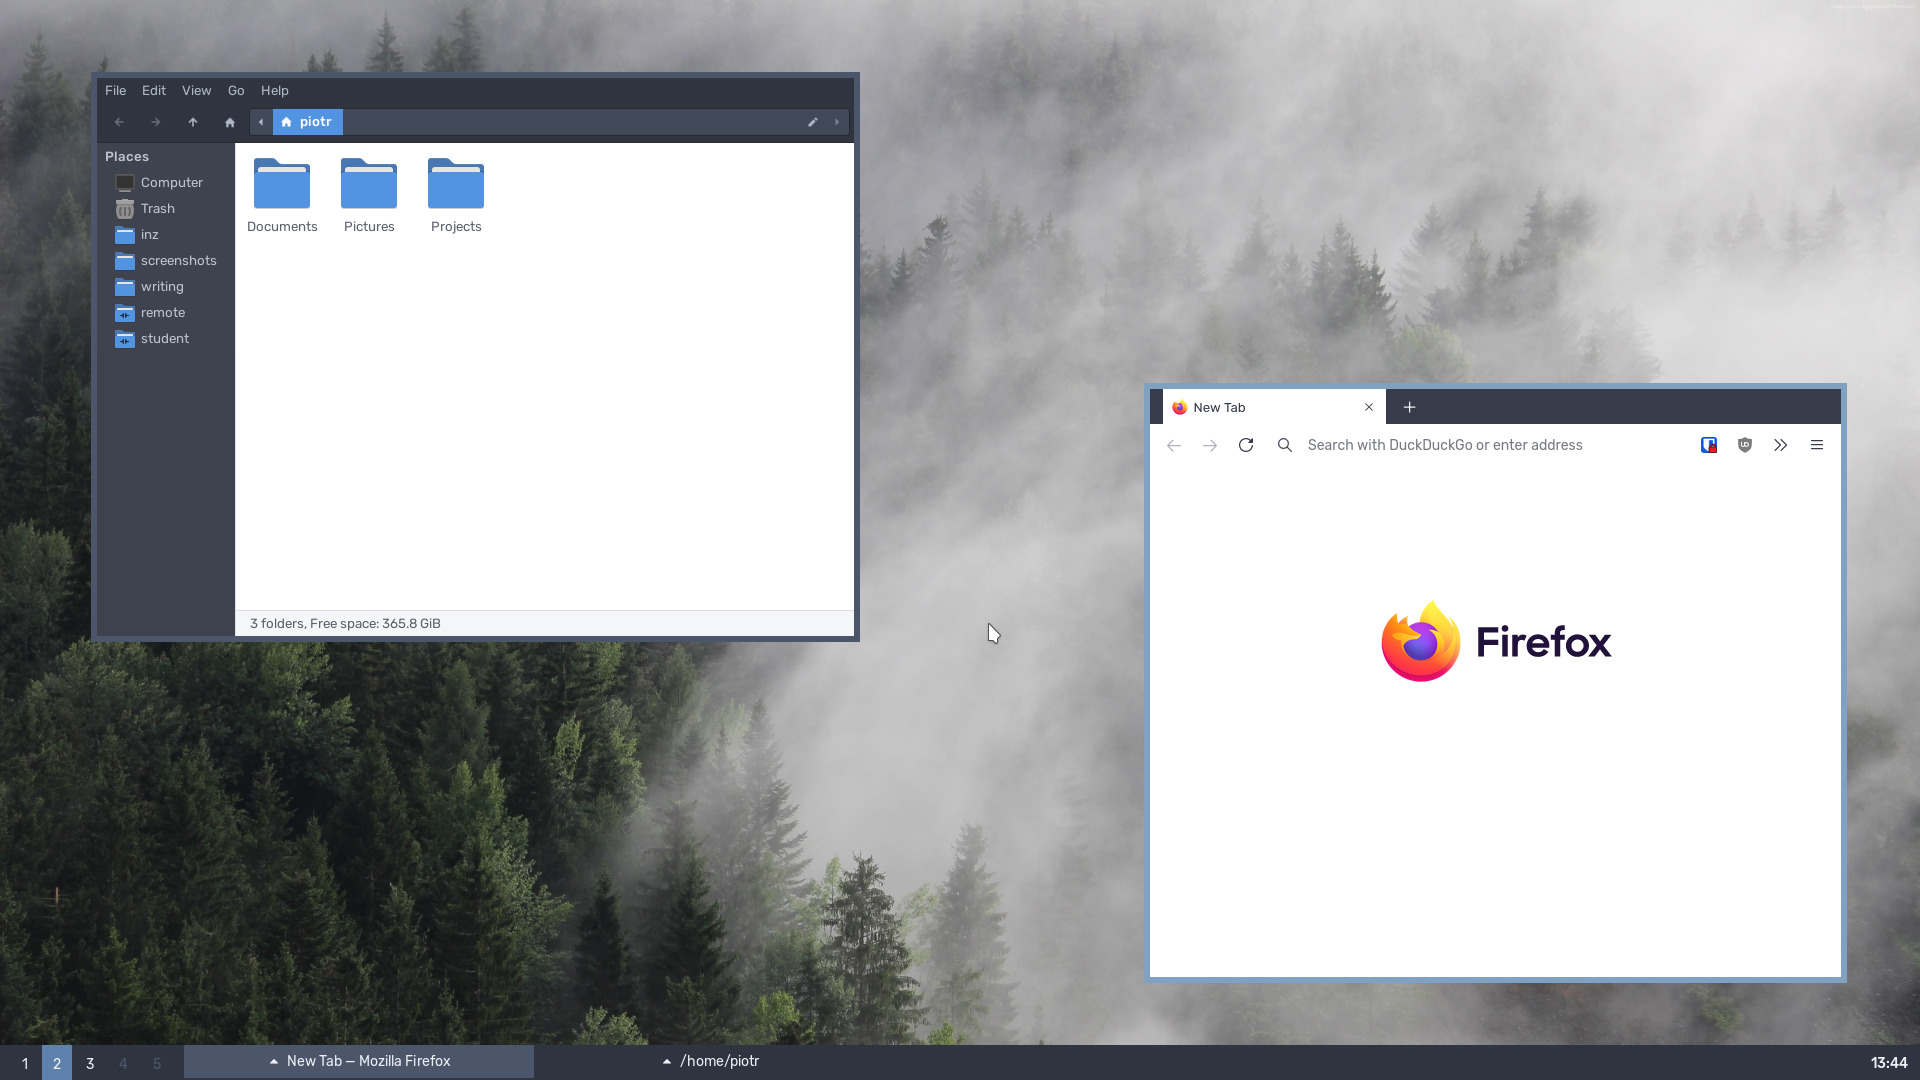 File Edit View Go Help
piotr
Places
Computer
Trash
inz
screenshots
writing
remote
student
Documents Pictures Projects
3 folders, Free space: 365.8 GiB
New Tab
Search with DuckDuckGo or enter address
Firefox
1 2 3 4 5 New Tab — Mozilla Firefox /home/piotr 13:44